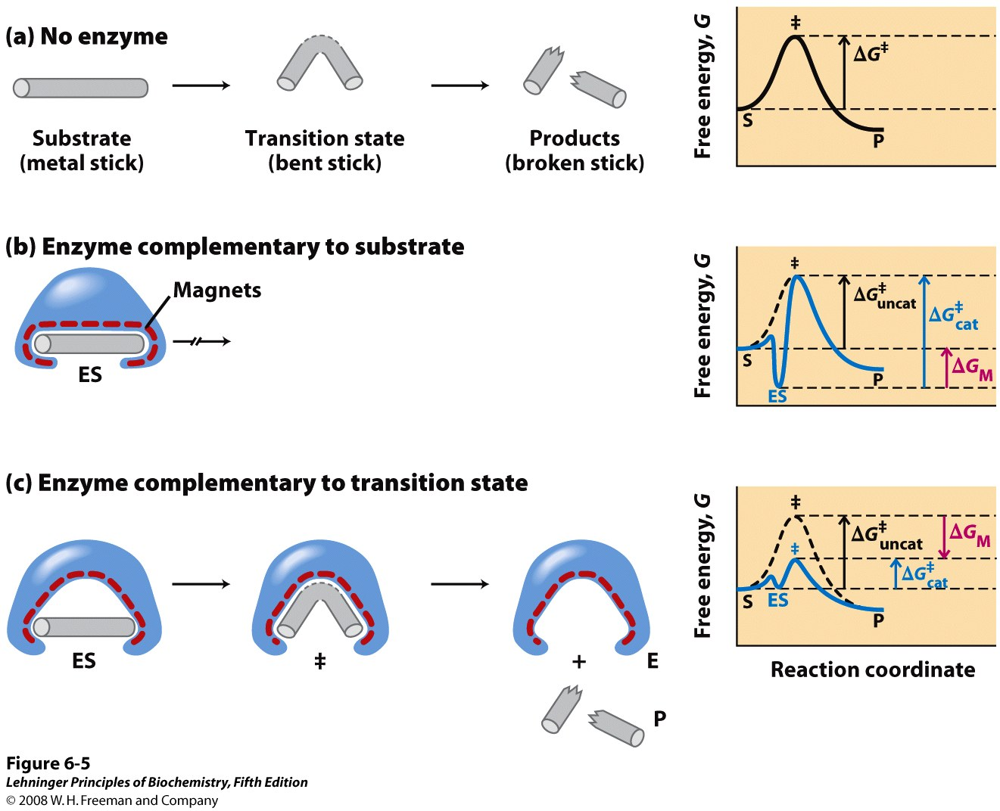 (a) No enzyme
Substrate
(metal stick)
Transition state
(bent stick)
Products
(broken stick)
Free energy, G
‡
ΔG‡
S
P
(b) Enzyme complementary to substrate
Magnets
ES
Free energy, G
‡
ΔG‡uncat
ΔG‡cat
ΔGM
S
P
ES
(c) Enzyme complementary to transition state
ES
‡
+ E
P
Free energy, G
‡
ΔG‡uncat
ΔGM
‡
ΔG‡cat
S
ES
P
Reaction coordinate
Figure 6-5
Lehninger Principles of Biochemistry, Fifth Edition
© 2008 W. H. Freeman and Company